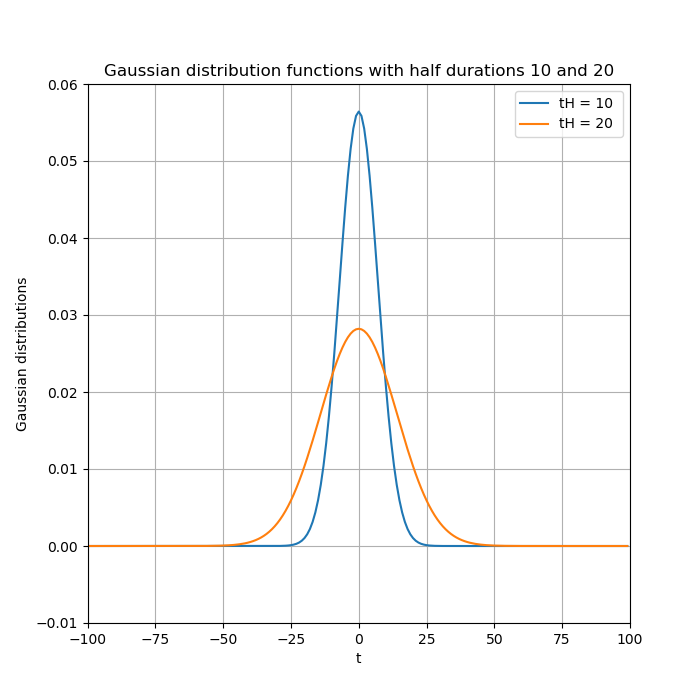 Gaussian distribution functions with half durations 10 and 20
tH = 10
tH = 20
Gaussian distributions
0.06
0.05
0.04
0.03
0.02
0.01
0.00
−0.01
−100 −75 −50 −25 0 25 50 75 100
t